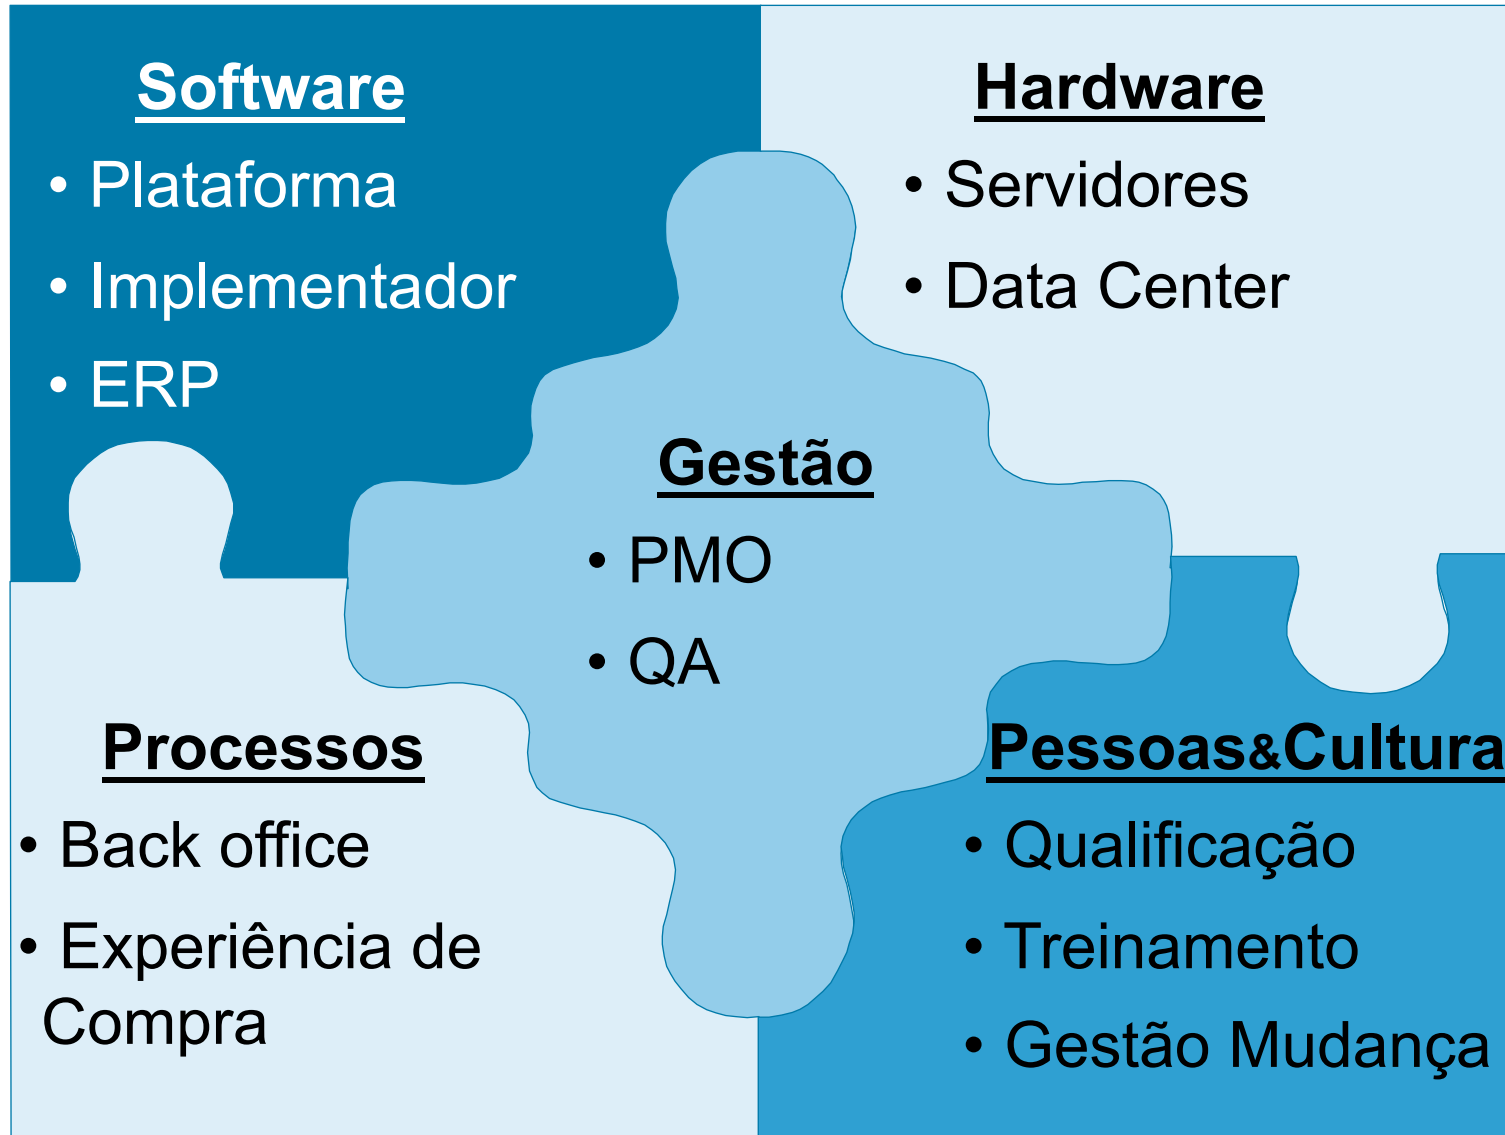 Software
• Plataforma
• Implementador
• ERP
Hardware
• Servidores
• Data Center
Gestão
• PMO
• QA
Processos
• Back office
• Experiência de
Compra
Pessoas&Cultura
• Qualificação
• Treinamento
• Gestão Mudança